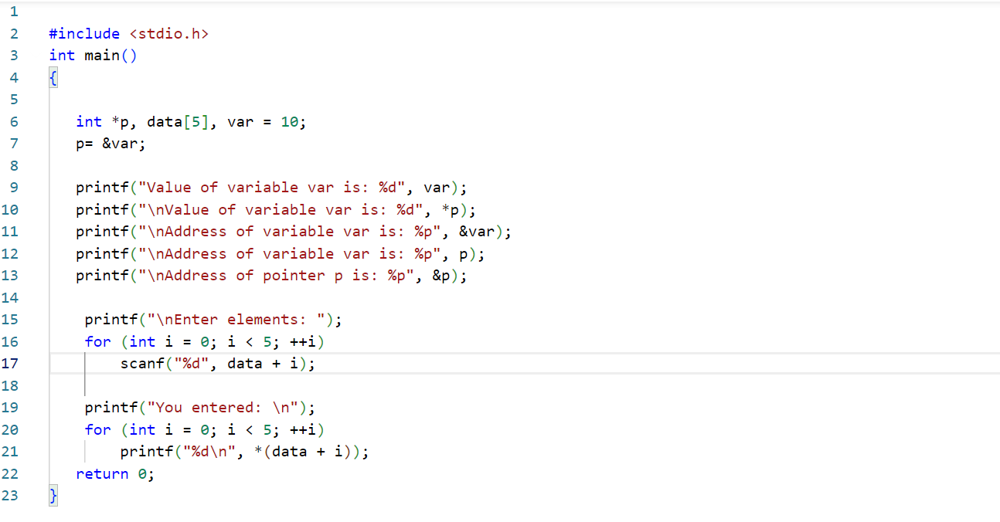 1
2 #include <stdio.h>
3 int main()
4 {
5
6 int *p, data[5], var = 10;
7 p= &var;
8
9 printf("Value of variable var is: %d", var);
10 printf("\nValue of variable var is: %d", *p);
11 printf("\nAddress of variable var is: %p", &var);
12 printf("\nAddress of variable var is: %p", p);
13 printf("\nAddress of pointer p is: %p", &p);
14
15 printf("\nEnter elements: ");
16 for (int i = 0; i < 5; ++i)
17 scanf("%d", data + i);
18
19 printf("You entered: \n");
20 for (int i = 0; i < 5; ++i)
21 printf("%d\n", *(data + i));
22 return 0;
23 }